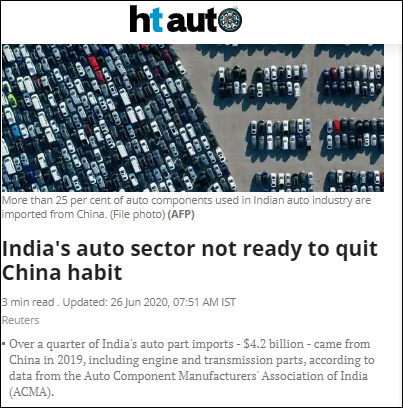 ht auto
More than 25 per cent of auto components used in Indian auto industry are
imported from China. (File photo) (AFP)
India's auto sector not ready to quit
China habit
3 min read . Updated: 26 Jun 2020, 07:51 AM IST
Reuters
▪ Over a quarter of India's auto part imports - $4.2 billion - came from
China in 2019, including engine and transmission parts, according to
data from the Auto Component Manufacturers' Association of India
(ACMA).